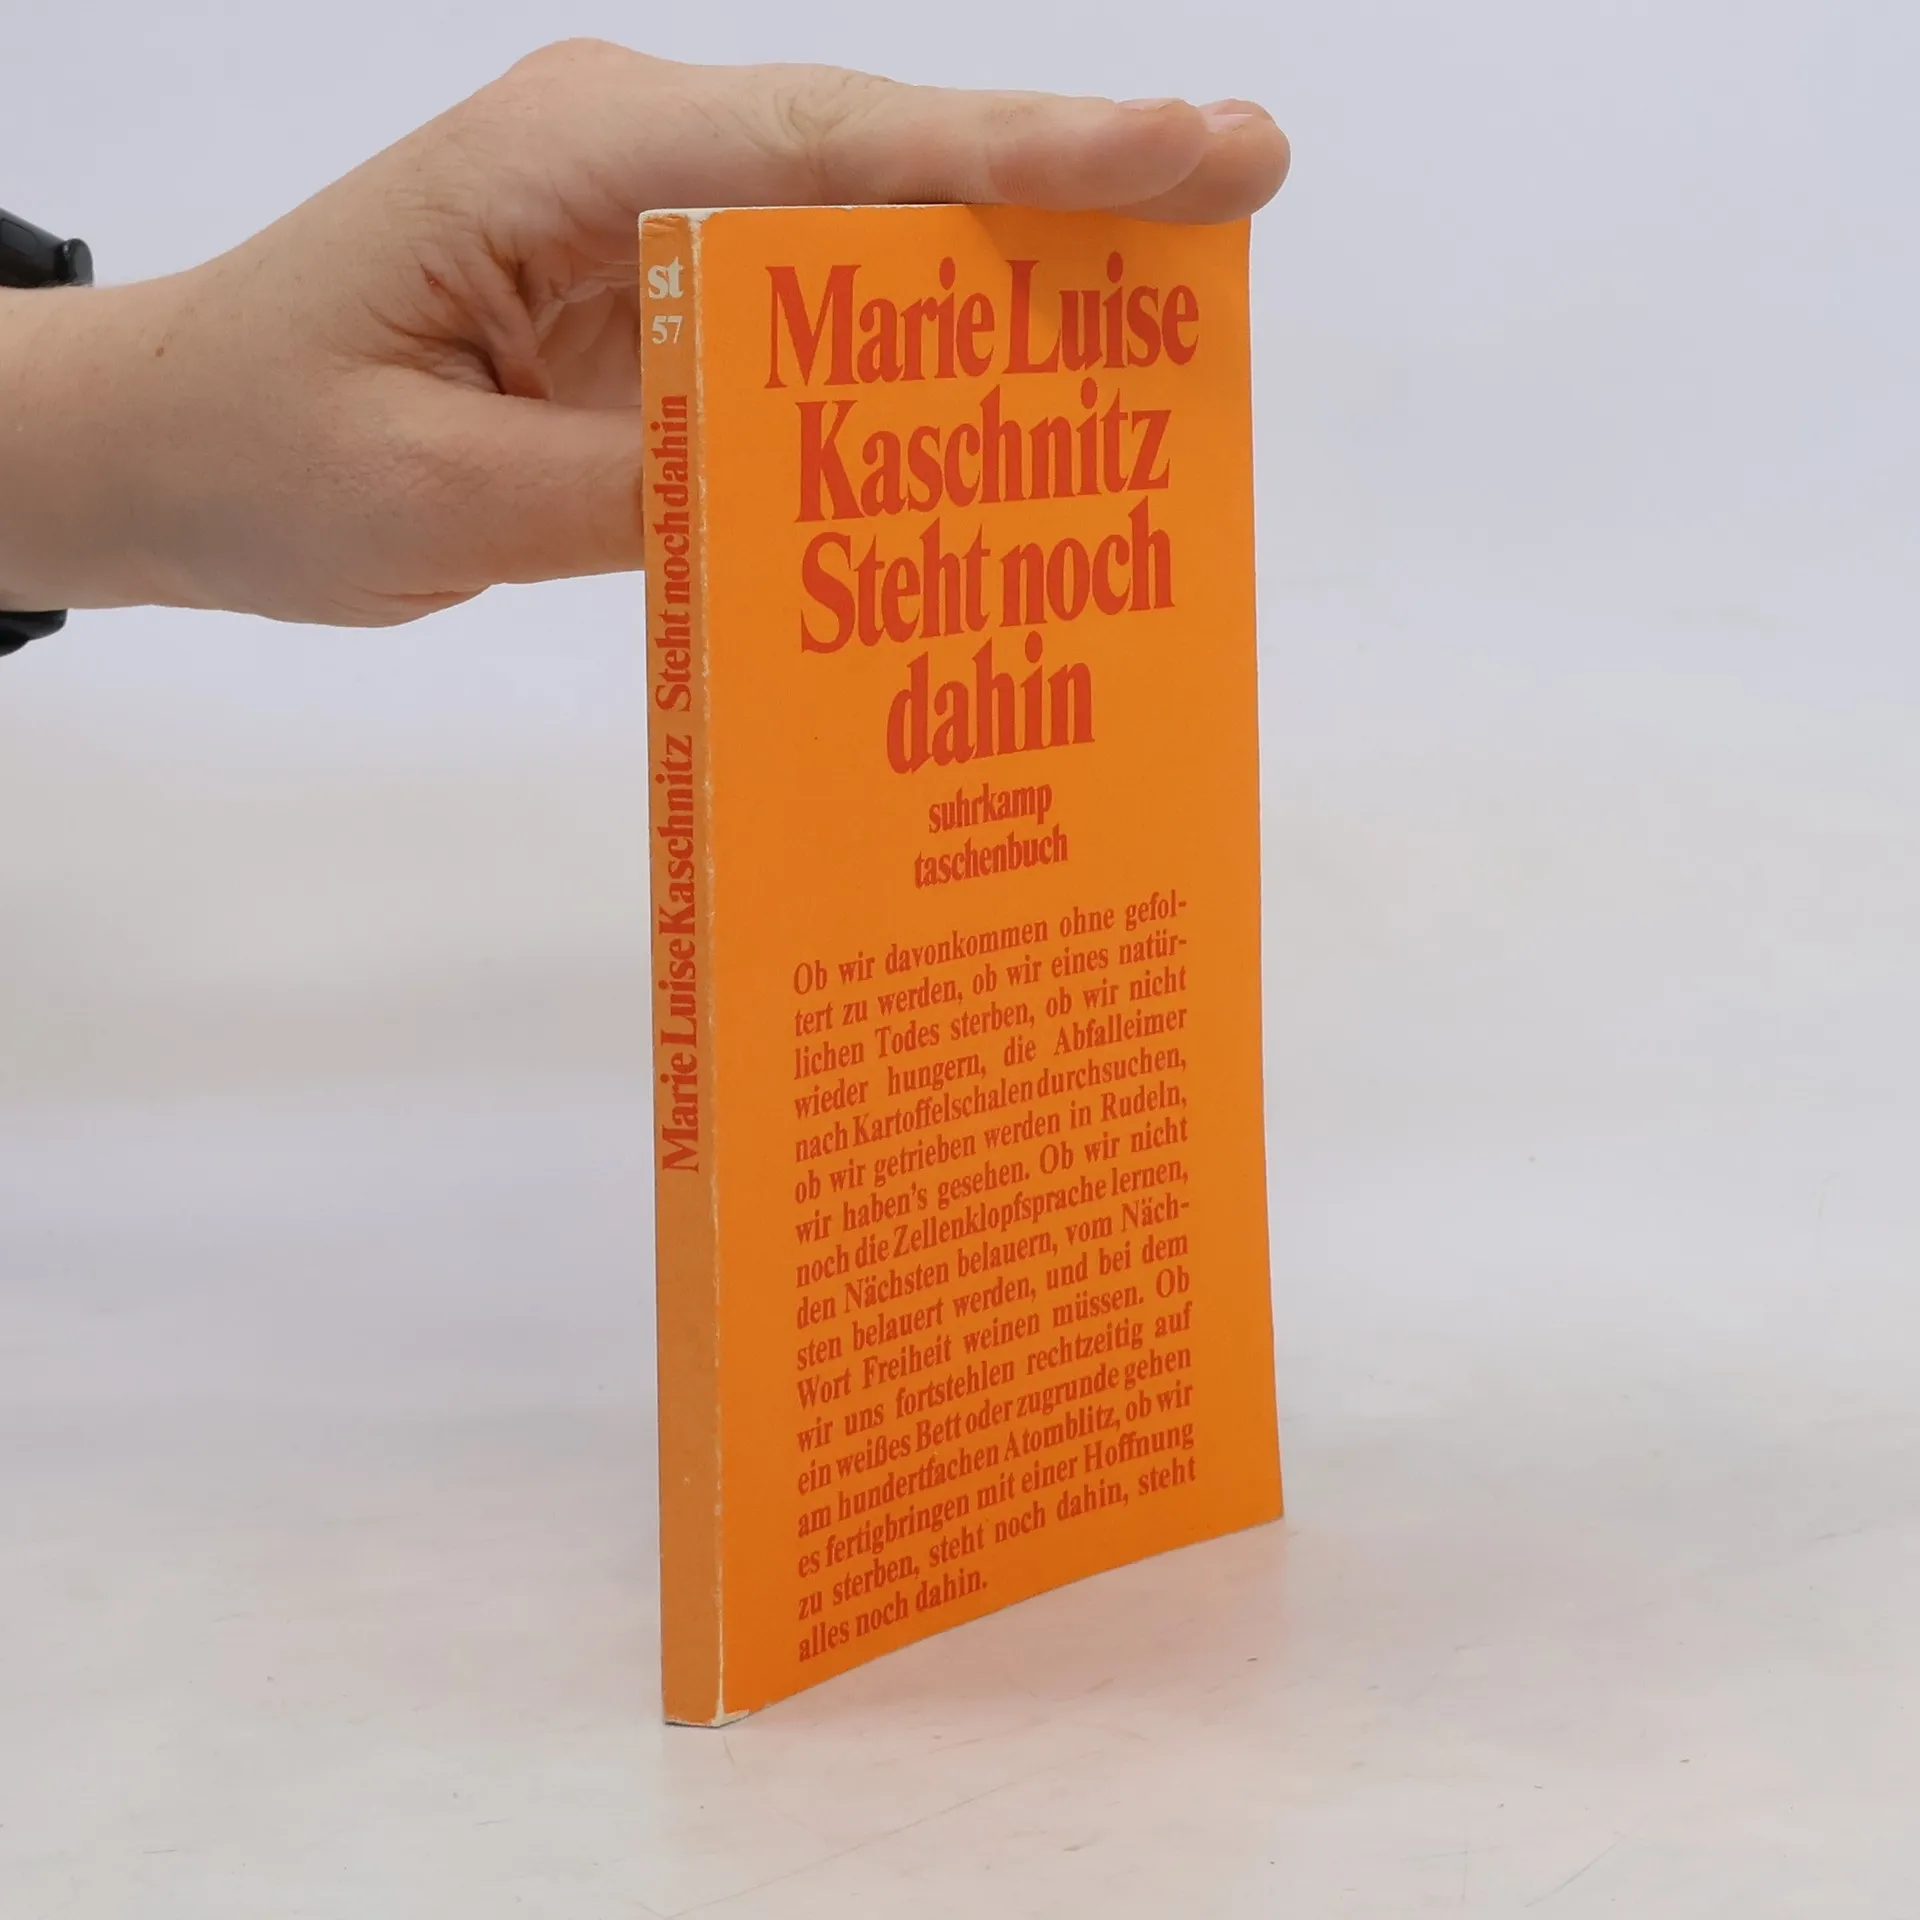 st
57
Marie Luise Kaschnitz Steht noch dahin
Marie Luise
Kaschnitz
Steht noch
dahin
suhrkamp
taschenbuch
Ob wir davonkommen ohne gefol-
tert zu werden, ob wir eines natür-
lichen Todes sterben, ob wir nicht
wieder hungern, die Abfalleimer
nach Kartoffelschalen durchsuchen,
ob wir getrieben werden in Rudeln,
wir haben's gesehen. Ob wir nicht
noch die Zellenklopfsprache lernen,
den Nächsten belauern, vom Näch-
sten belauert werden, und bei dem
Wort Freiheit weinen müssen. Ob
wir uns fortstehlen rechtzeitig auf
ein weißes Bett oder zugrunde gehen
am hundertfachen Atomblitz, ob wir
es fertigbringen mit einer Hoffnung
zu sterben, steht noch dahin, steht
alles noch dahin.